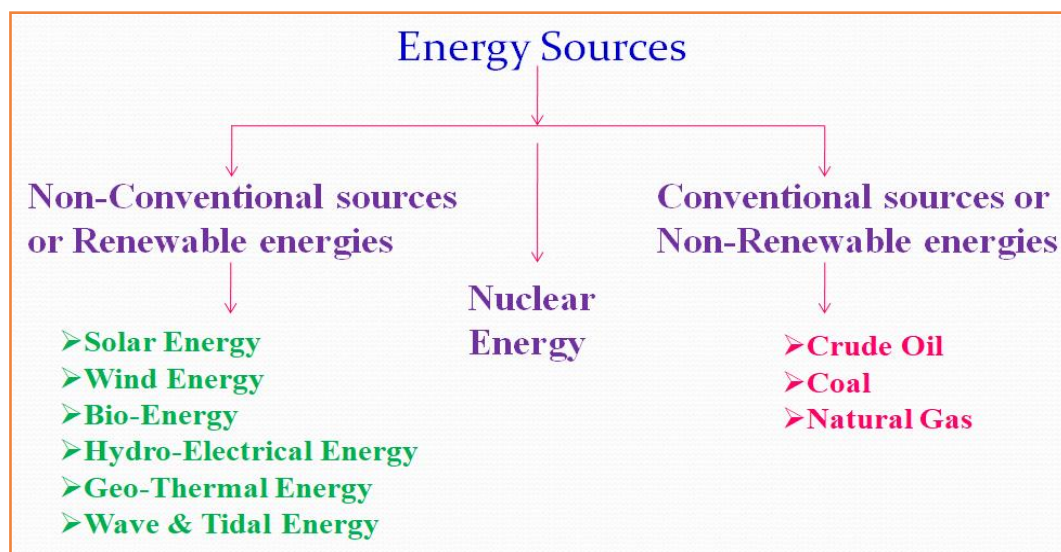 Energy Sources
Non-Conventional sources
or Renewable energies
➢Solar Energy
➢Wind Energy
➢Bio-Energy
➢Hydro-Electrical Energy
➢Geo-Thermal Energy
➢Wave & Tidal Energy
Nuclear
Energy
Conventional sources or
Non-Renewable energies
➢Crude Oil
➢Coal
➢Natural Gas